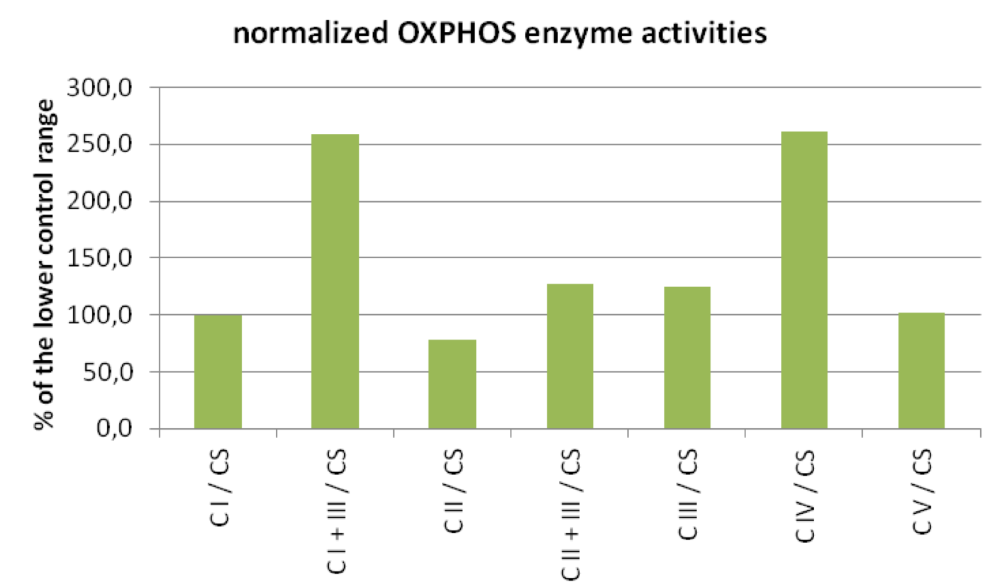 normalized OXPHOS enzyme activities
% of the lower control range
300,0
250,0
200,0
150,0
100,0
50,0
0,0
C I / CS
C I + III / CS
C II / CS
C II + III / CS
C III / CS
C IV / CS
C V / CS